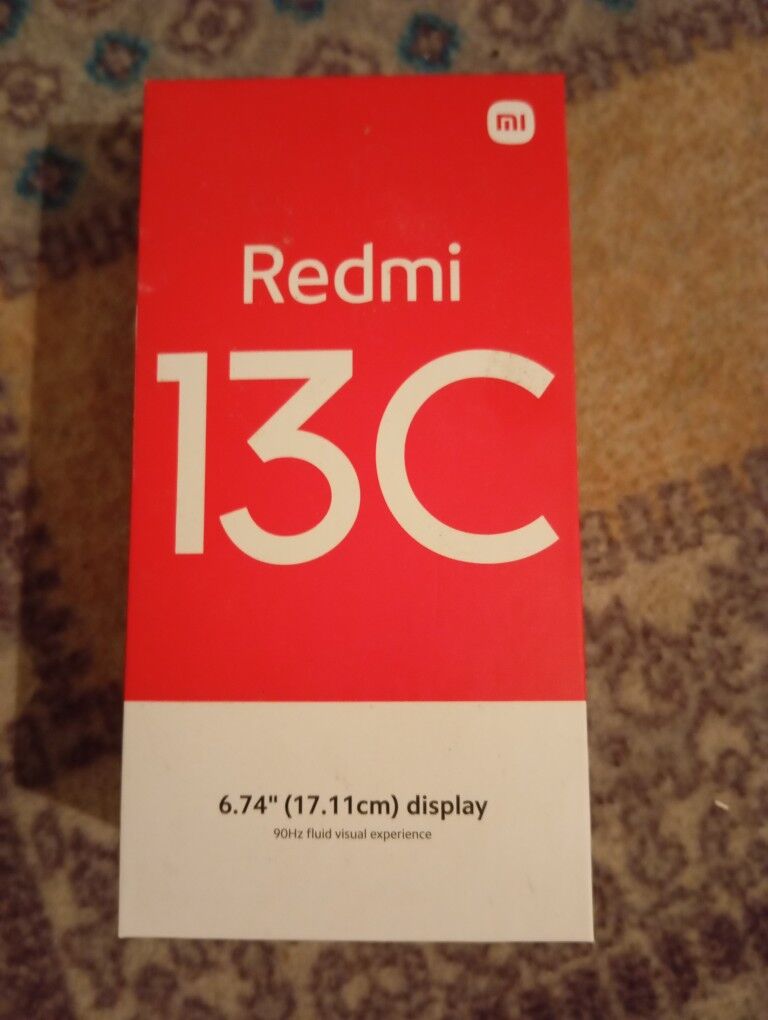 mi
Redmi
13C
6.74" (17.11cm) display
90Hz fluid visual experience